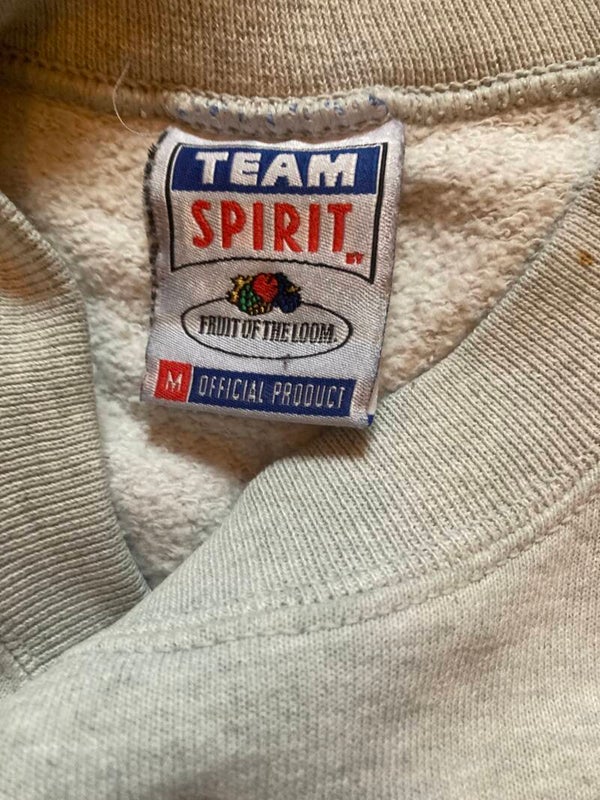 TEAM
SPIRIT.
BY
FRUIT OF THE LOOM.
M OFFICIAL PRODUCT